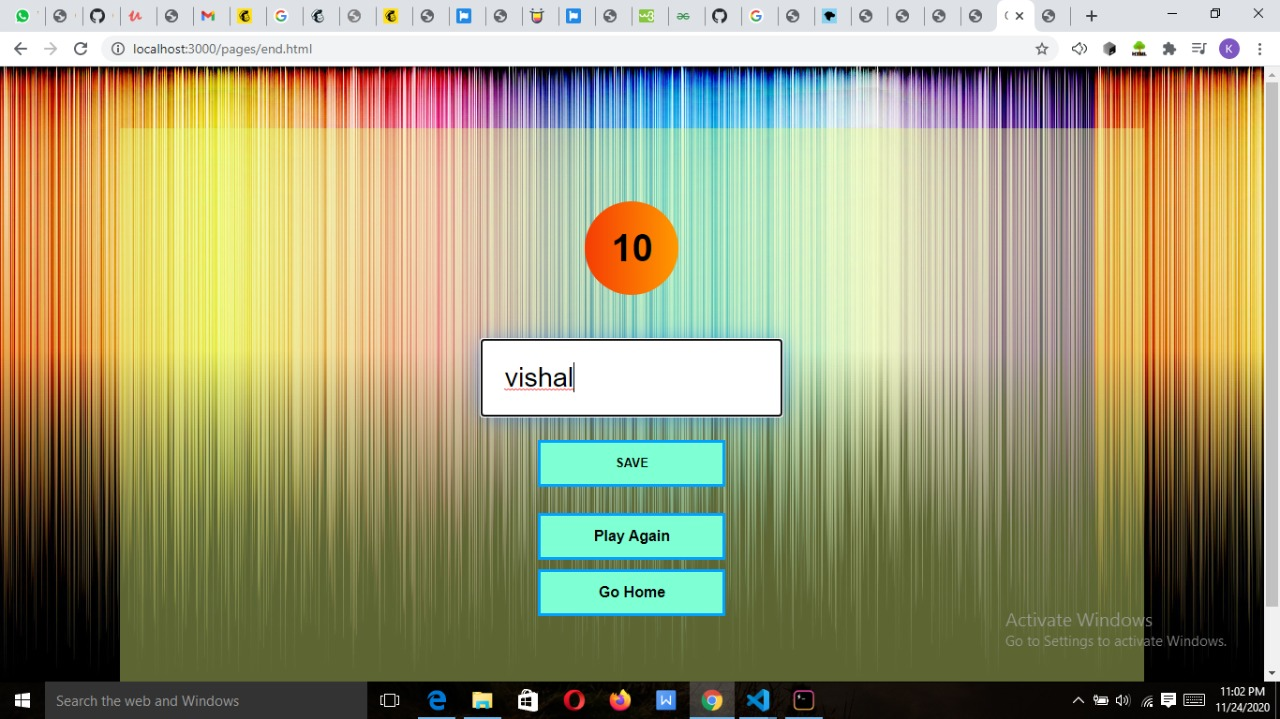 localhost:3000/pages/end.html
K
10
vishal
SAVE
Play Again
Go Home
Activate Windows
Go to Settings to activate Windows.
Search the web and Windows
11:02 PM
11/24/2020